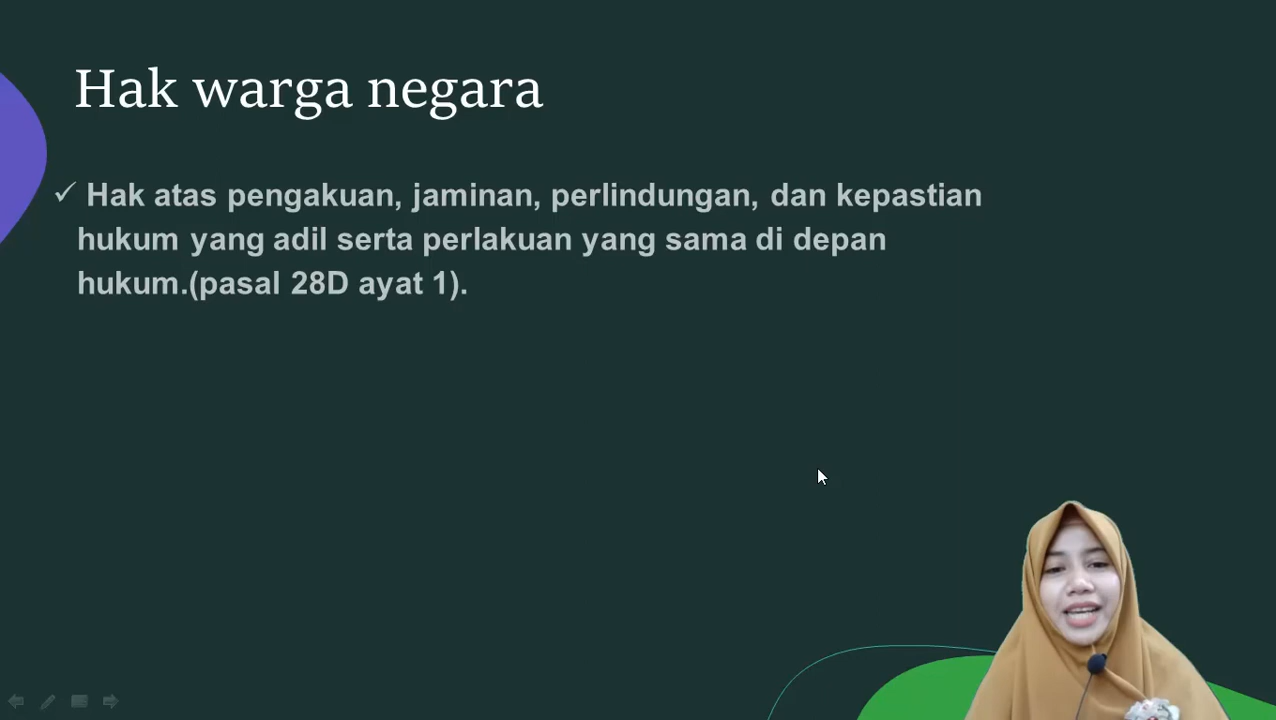 Hak warga negara
✓ Hak atas pengakuan, jaminan, perlindungan, dan kepastian
hukum yang adil serta perlakuan yang sama di depan
hukum.(pasal 28D ayat 1).